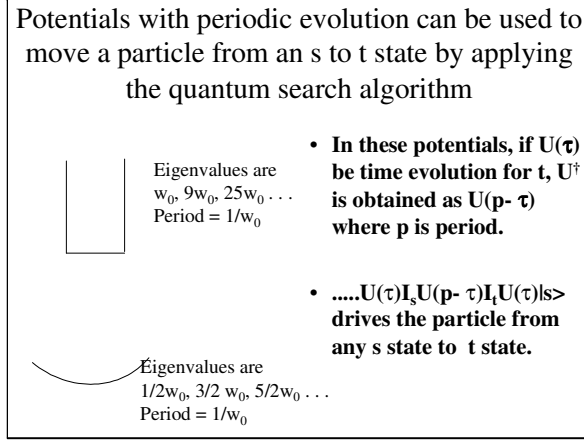 Potentials with periodic evolution can be used to
move a particle from an s to t state by applying
the quantum search algorithm
Eigenvalues are
w₀, 9w₀, 25w₀ . . .
Period = 1/w₀
• In these potentials, if U(τ)
be time evolution for t, U†
is obtained as U(p- τ)
where p is period.
• .....U(τ)IₛU(p- τ)IₜU(τ)|s>
drives the particle from
any s state to t state.
Eigenvalues are
1/2w₀, 3/2 w₀, 5/2w₀ . . .
Period = 1/w₀